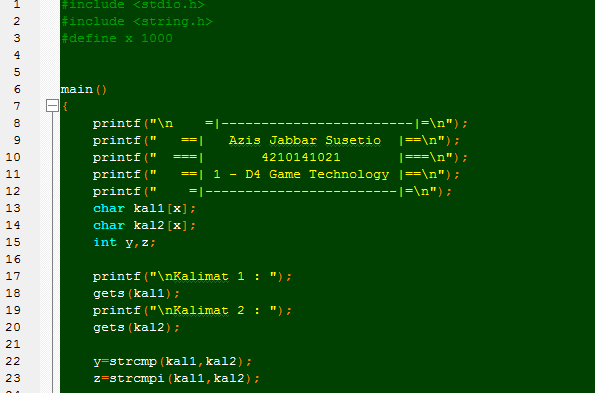 1 #include <stdio.h>
2 #include <string.h>
3 #define x 1000
4
5
6 main()
7 {
8     printf("\n    =|-------------------------|=\n");
9     printf("   ==|   Azis Jabbar Susetio  |==\n");
10     printf("  ===|       4210141021       |===\n");
11     printf("   ==| 1 - D4 Game Technology |==\n");
12     printf("    =|-------------------------|=\n");
13     char kal1[x];
14     char kal2[x];
15     int y,z;
16
17     printf("\nKalimat 1 : ");
18     gets(kal1);
19     printf("\nKalimat 2 : ");
20     gets(kal2);
21
22     y=strcmp(kal1,kal2);
23     z=strcmpi(kal1,kal2);